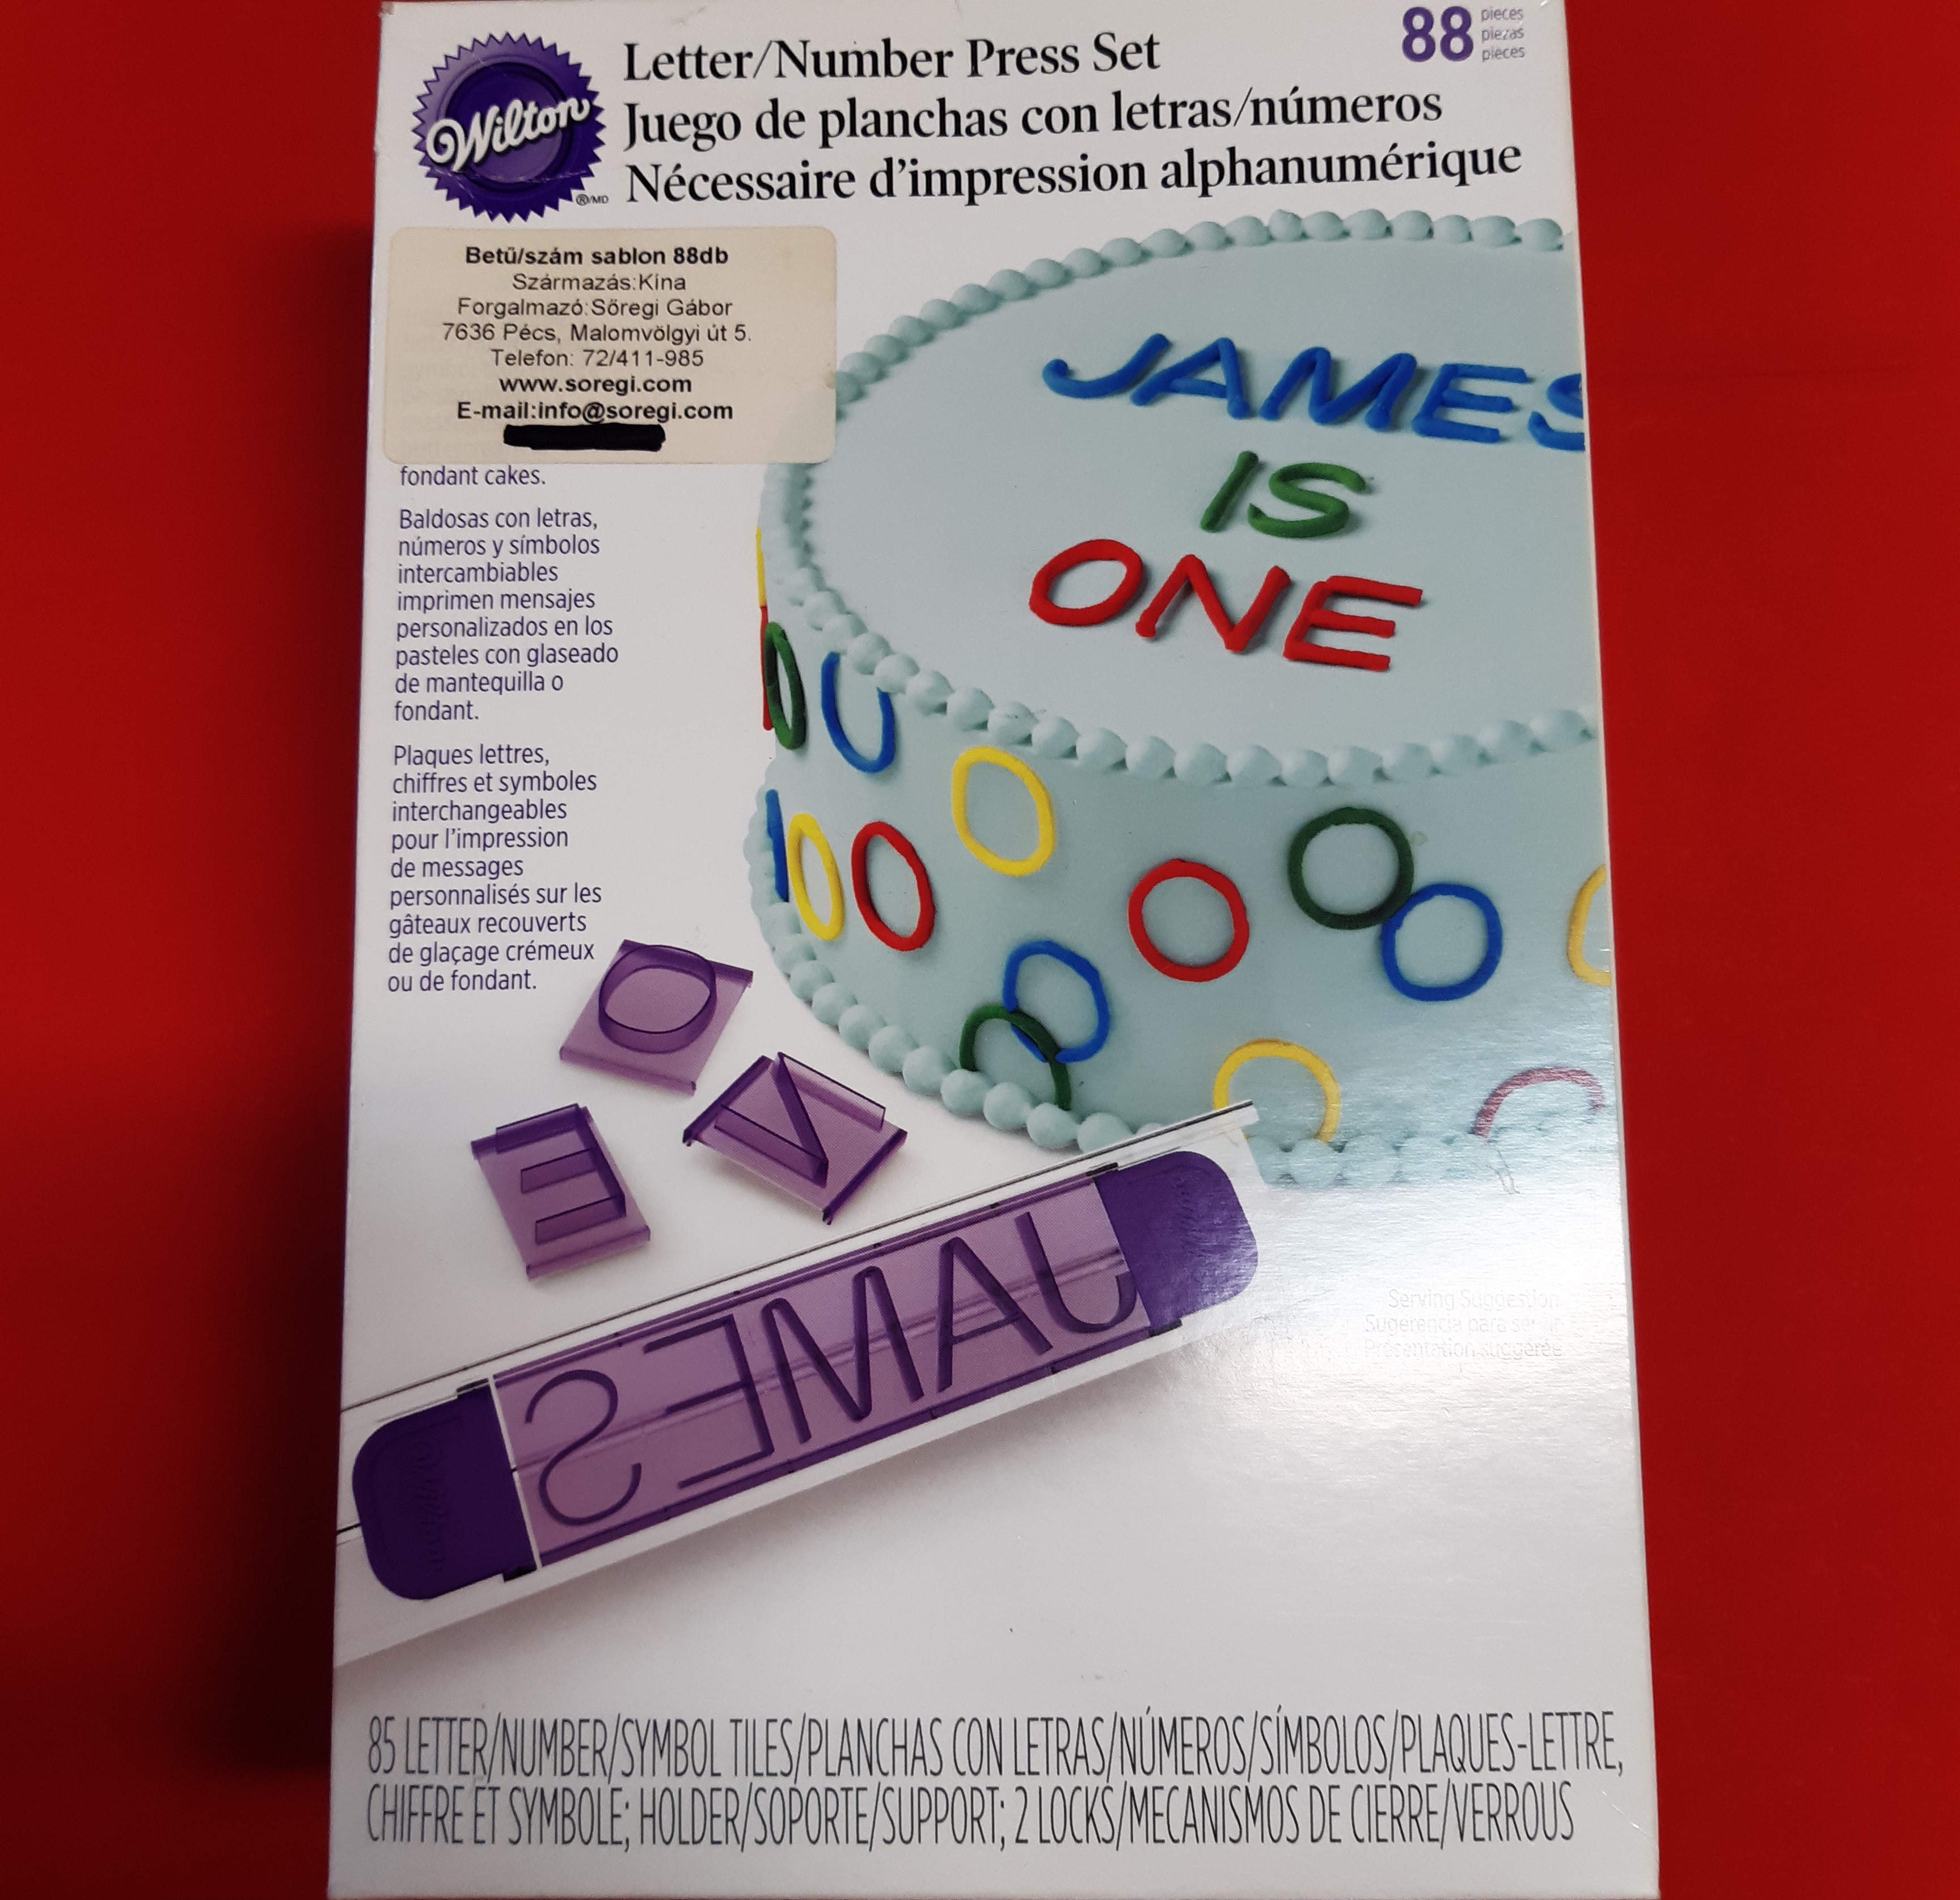 Wilton
®/MD
Letter/Number Press Set
Juego de planchas con letras/números
Nécessaire d'impression alphanumérique
88
pieces
piezas
pièces
Betű/szám sablon 88db
Származás:Kína
Forgalmazó:Sőregi Gábor
7636 Pécs, Malomvölgyi út 5.
Telefon: 72/411-985
www.soregi.com
E-mail:info@soregi.com
fondant cakes.
Baldosas con letras,
números y símbolos
intercambiables
imprimen mensajes
personalizados en los
pasteles con glaseado
de mantequilla o
fondant.
Plaques lettres,
chiffres et symboles
interchangeables
pour l'impression
de messages
personnalisés sur les
gâteaux recouverts
de glaçage crémeux
ou de fondant.
JAMES
IS
ONE
O
V
E
JAMES
Serving Suggestion
Sugerencia para servir
Présentation suggérée
85 LETTER/NUMBER/SYMBOL TILES/PLANCHAS CON LETRAS/NÚMEROS/SÍMBOLOS/PLAQUES-LETTRE,
CHIFFRE ET SYMBOLE; HOLDER/SOPORTE/SUPPORT; 2 LOCKS/MECANISMOS DE CIERRE/VERROUS